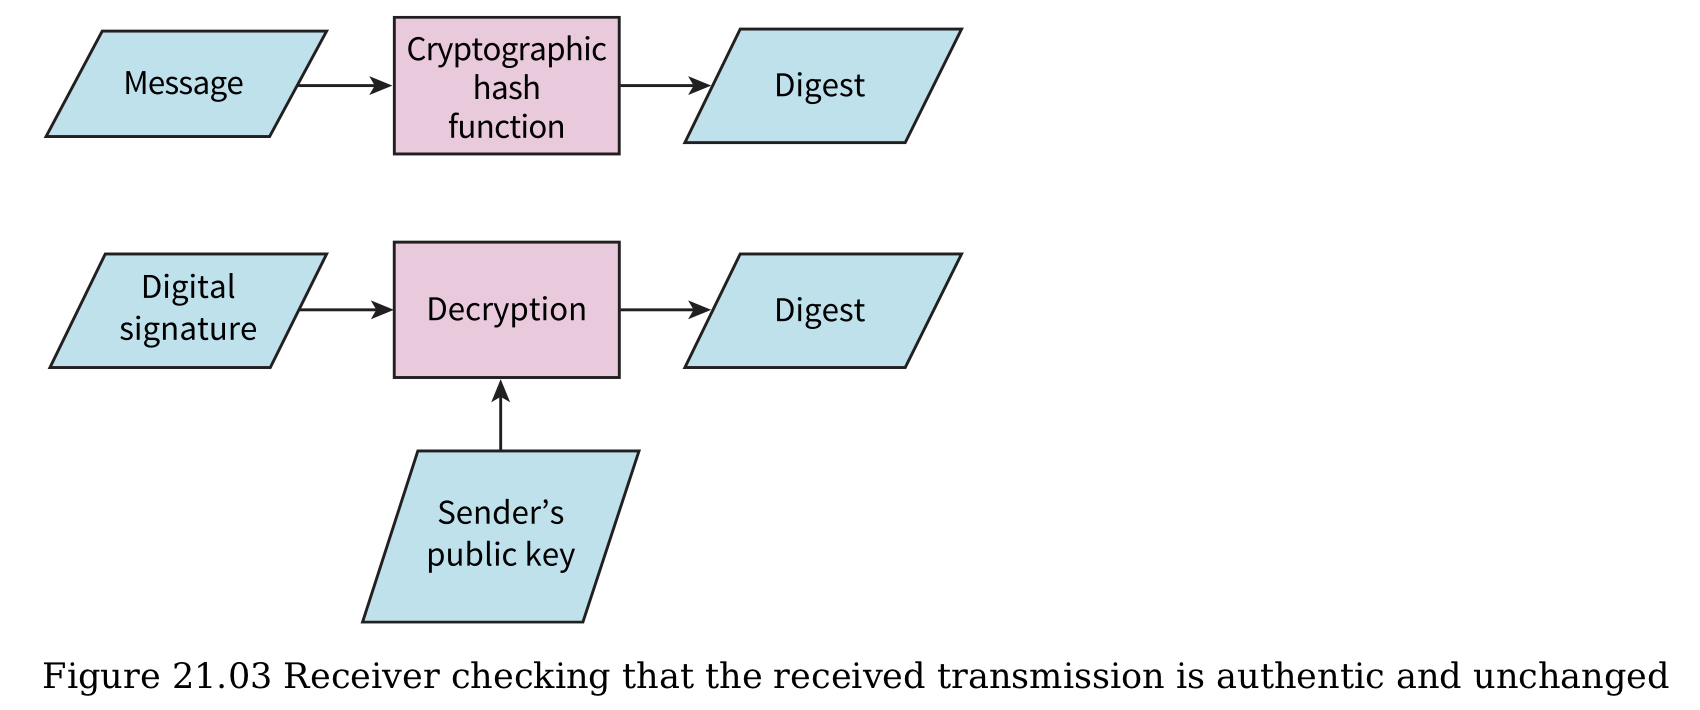 Message
Cryptographic
hash
function
Digest
Digital
signature
Decryption
Digest
Sender’s
public key
Figure 21.03 Receiver checking that the received transmission is authentic and unchanged